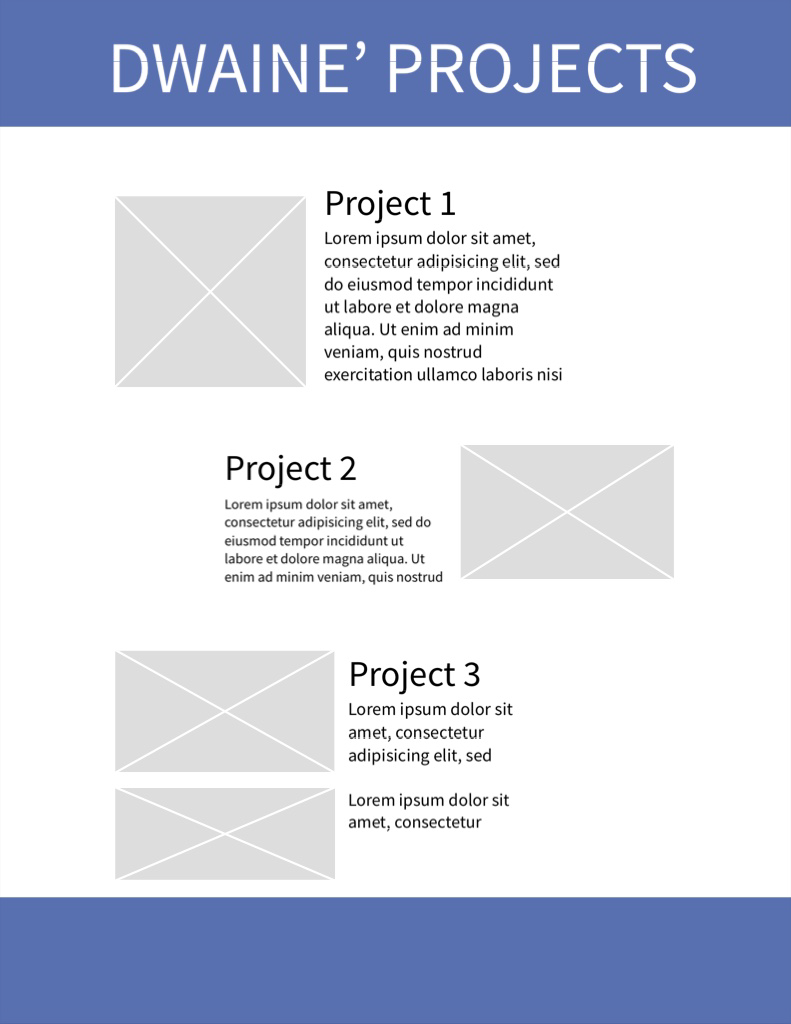 DWAINE’ PROJECTS
Project 1
Lorem ipsum dolor sit amet,
consectetur adipisicing elit, sed
do eiusmod tempor incididunt
ut labore et dolore magna
aliqua. Ut enim ad minim
veniam, quis nostrud
exercitation ullamco laboris nisi
Project 2
Lorem ipsum dolor sit amet,
consectetur adipisicing elit, sed do
eiusmod tempor incididunt ut
labore et dolore magna aliqua. Ut
enim ad minim veniam, quis nostrud
Project 3
Lorem ipsum dolor sit
amet, consectetur
adipisicing elit, sed
Lorem ipsum dolor sit
amet, consectetur